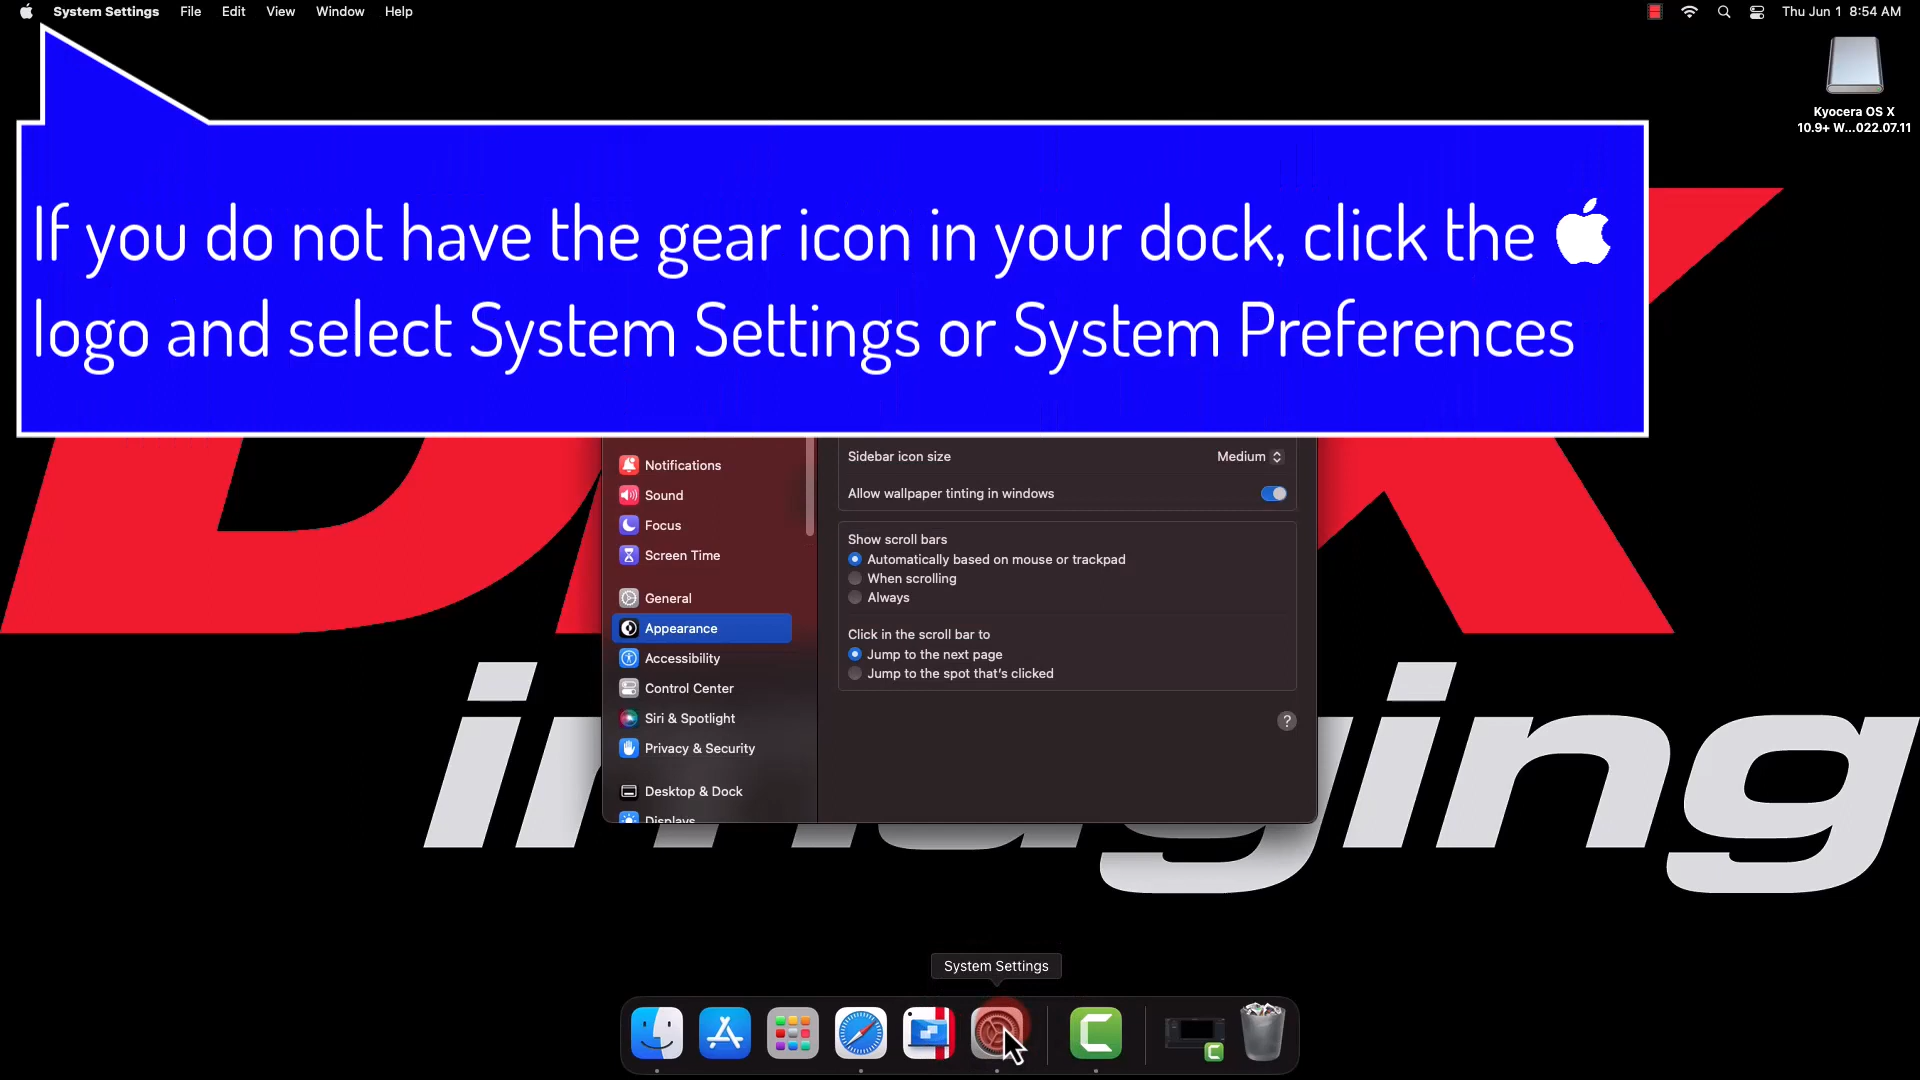 System Settings File Edit View Window Help Thu Jun 1 8:54 AM
Kyocera OS X
10.9+ W...022.07.11
If you do not have the gear icon in your dock, click the
logo and select System Settings or System Preferences
Sidebar icon size Medium
Allow wallpaper tinting in windows
Show scroll bars
Automatically based on mouse or trackpad
When scrolling
Always
Click in the scroll bar to
Jump to the next page
Jump to the spot that's clicked
?
Notifications
Sound
Focus
Screen Time
General
Appearance
Accessibility
Control Center
Siri & Spotlight
Privacy & Security
Desktop & Dock
Displays
imaging
System Settings